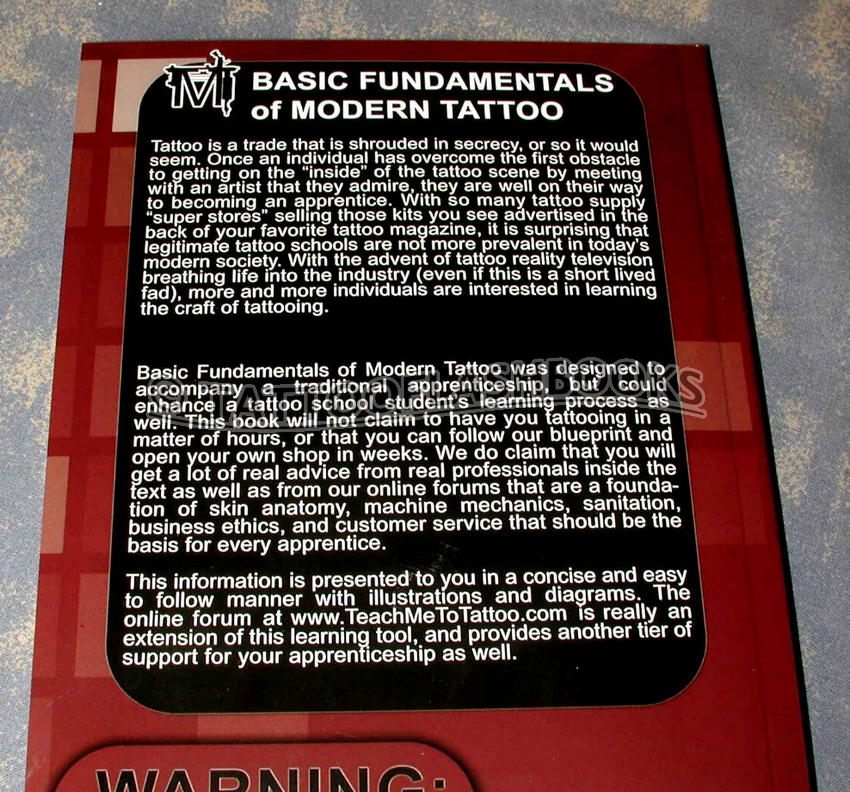 BASIC FUNDAMENTALS
of MODERN TATTOO
Tattoo is a trade that is shrouded in secrecy, or so it would
seem. Once an individual has overcome the first obstacle
to getting on the “inside” of the tattoo scene by meeting
with an artist that they admire, they are well on their way
to becoming an apprentice. With so many tattoo supply
“super stores” selling those kits you see advertised in the
back of your favorite tattoo magazine, it is surprising that
legitimate tattoo schools are not more prevalent in today’s
modern society. With the advent of tattoo reality television
breathing life into the industry (even if this is a short lived
fad), more and more individuals are interested in learning
the craft of tattooing.
Basic Fundamentals of Modern Tattoo was designed to
accompany a traditional apprenticeship, but could
enhance a tattoo school student’s learning process as
well. This book will not claim to have you tattooing in a
matter of hours, or that you can follow our blueprint and
open your own shop in weeks. We do claim that you will
get a lot of real advice from real professionals inside the
text as well as from our online forums that are a founda-
tion of skin anatomy, machine mechanics, sanitation,
business ethics, and customer service that should be the
basis for every apprentice.
This information is presented to you in a concise and easy
to follow manner with illustrations and diagrams. The
online forum at www.TeachMeToTattoo.com is really an
extension of this learning tool, and provides another tier of
support for your apprenticeship as well.
© TATTOOFLASHBOOKS
WARNING: